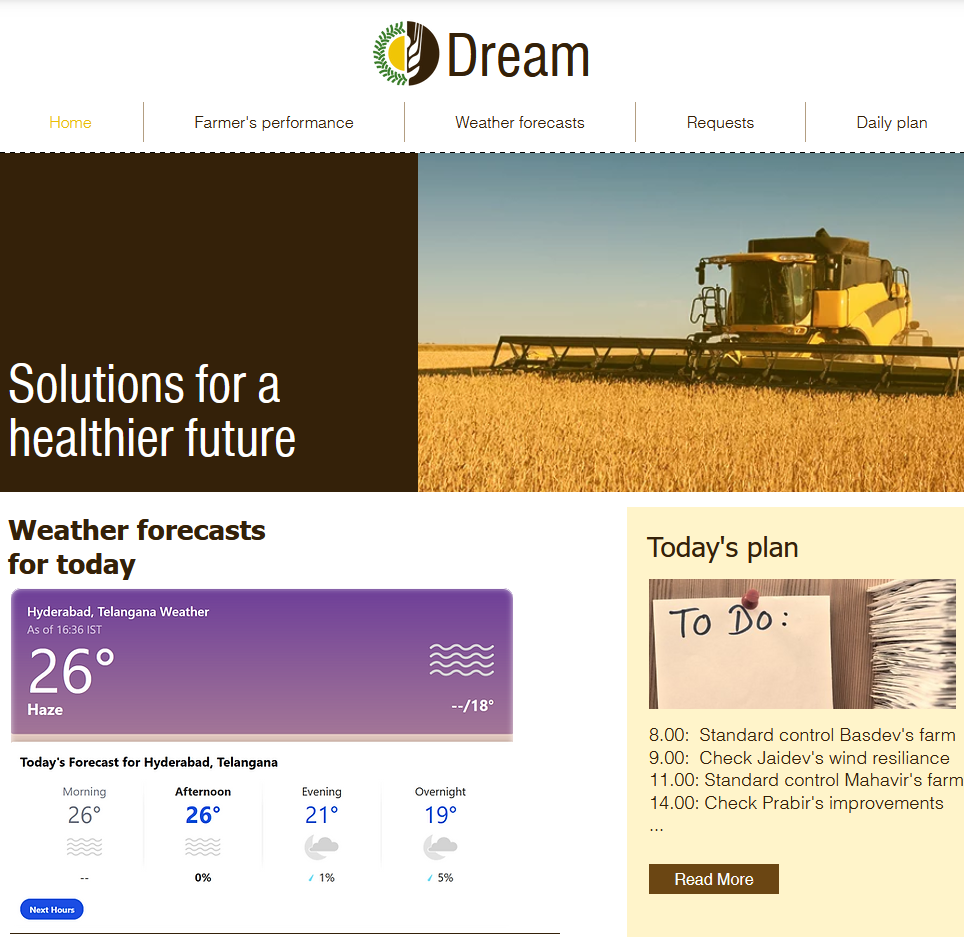 Dream
Home
Farmer's performance
Weather forecasts
Requests
Daily plan
Solutions for a
healthier future
Weather forecasts
for today
Hyderabad, Telangana Weather
As of 16:36 IST
26°
Haze
--/18°
Today's Forecast for Hyderabad, Telangana
Morning
Afternoon
Evening
Overnight
26°
26°
21°
19°
--
0%
1%
5%
Next Hours
Today's plan
To Do:
8.00:  Standard control Basdev's farm
9.00:  Check Jaidev's wind resiliance
11.00: Standard control Mahavir's farm
14.00: Check Prabir's improvements
...
Read More